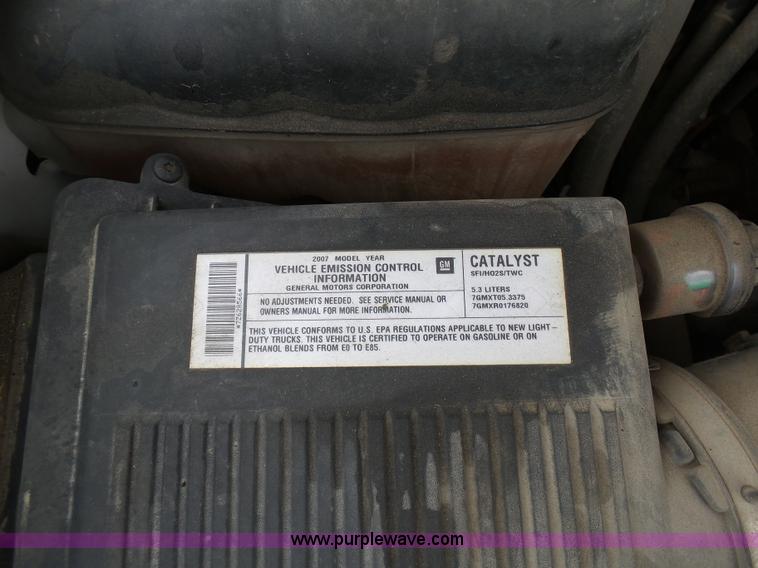 2007 MODEL YEAR
VEHICLE EMISSION CONTROL
INFORMATION
GENERAL MOTORS CORPORATION
GM
NO ADJUSTMENTS NEEDED. SEE SERVICE MANUAL OR
OWNERS MANUAL FOR MORE INFORMATION.
CATALYST
SFI/HO2S/TWC
5.3 LITERS
7GMXT05.3375
7GMXR0176820
THIS VEHICLE CONFORMS TO U.S. EPA REGULATIONS APPLICABLE TO NEW LIGHT-
DUTY TRUCKS. THIS VEHICLE IS CERTIFIED TO OPERATE ON GASOLINE OR ON
ETHANOL BLENDS FROM E0 TO E85.
*72628566*
www.purplewave.com